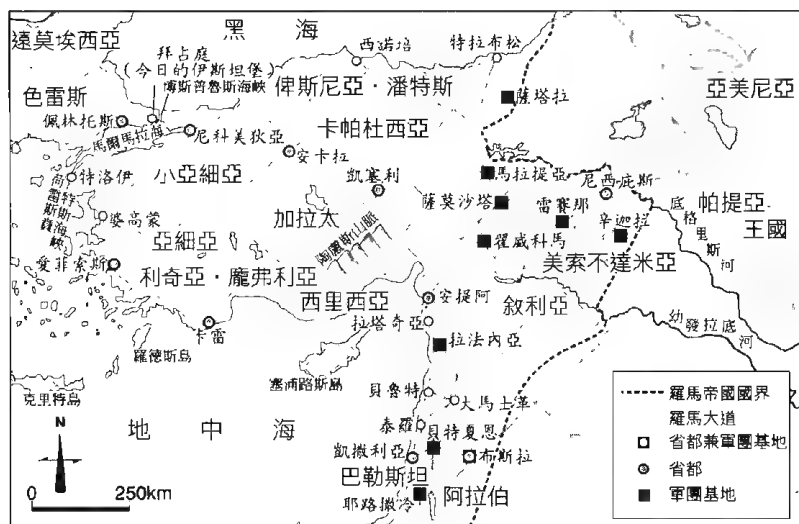 黑海
遠莫埃西亞
拜占庭
(今日的伊斯坦堡)
博斯普魯斯海峽
西諾培
特拉布松
色雷斯
俾斯尼亞・潘特斯
薩塔拉
亞美尼亞
佩林托斯
馬爾馬拉海
尼科美狄亞
卡帕杜西亞
安卡拉
特洛伊
小亞細亞
凱塞利
馬拉提亞
尼西庇斯
底格里斯河
帕提亞
王國
薩莫沙塔
雷賽那
辛迦拉
婆高蒙
加拉太
亞細亞
瞿威科馬
美索不達米亞
愛菲索斯
利奇亞・龐弗利亞
西里西亞
安提阿
敘利亞
幼發拉底河
卡雷
拉塔奇亞
拉法內亞
羅德斯島
塞浦路斯島
克里特島
貝魯特
大馬士革
地中海
泰羅
貝特夏恩
凱撒利亞
布斯拉
巴勒斯坦
阿拉伯
耶路撒冷
N
0 250km
羅馬帝國國界
羅馬大道
省都兼軍團基地
省都
軍團基地